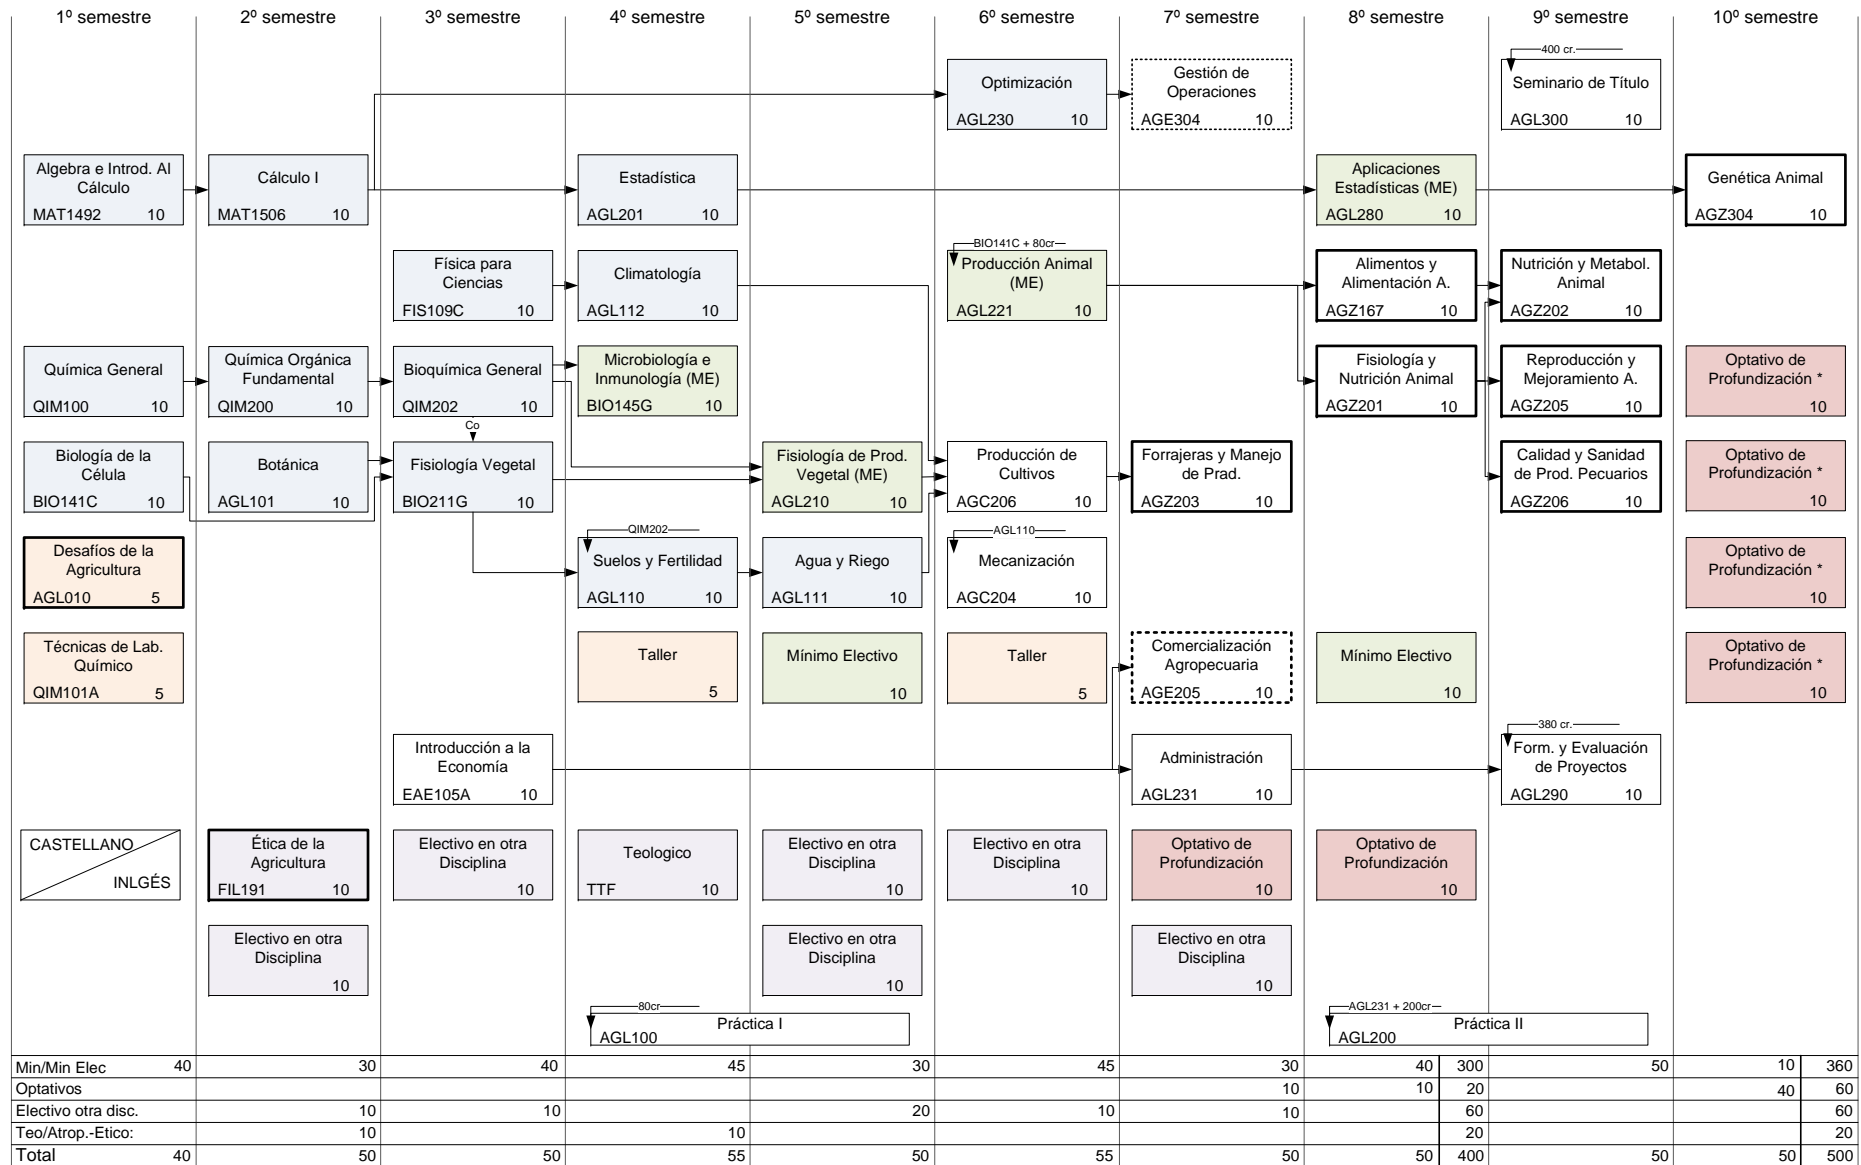 1º semestre
2º semestre
3º semestre
4º semestre
5º semestre
6º semestre
7º semestre
8º semestre
9º semestre
10º semestre
Optimización
AGL230 10
Gestión de
Operaciones
AGE304 10
400 cr.
Seminario de Título
AGL300 10
Algebra e Introd. Al
Cálculo
MAT1492 10
Cálculo I
MAT1506 10
Estadística
AGL201 10
Aplicaciones
Estadísticas (ME)
AGL280 10
Genética Animal
AGZ304 10
Física para
Ciencias
FIS109C 10
Climatología
AGL112 10
BIO141C + 80cr
Producción Animal
(ME)
AGL221 10
Alimentos y
Alimentación A.
AGZ167 10
Nutrición y Metabol.
Animal
AGZ202 10
Química General
QIM100 10
Química Orgánica
Fundamental
QIM200 10
Bioquímica General
QIM202 10
Microbiología e
Inmunología (ME)
BIO145G 10
Fisiología y
Nutrición Animal
AGZ201 10
Reproducción y
Mejoramiento A.
AGZ205 10
Optativo de
Profundización *
10
Biología de la
Célula
BIO141C 10
Botánica
AGL101 10
Co
Fisiología Vegetal
BIO211G 10
Fisiología de Prod.
Vegetal (ME)
AGL210 10
Producción de
Cultivos
AGC206 10
Forrajeras y Manejo
de Prad.
AGZ203 10
Calidad y Sanidad
de Prod. Pecuarios
AGZ206 10
Optativo de
Profundización *
10
Desafíos de la
Agricultura
AGL010 5
QIM202
Suelos y Fertilidad
AGL110 10
Agua y Riego
AGL111 10
AGL110
Mecanización
AGC204 10
Optativo de
Profundización *
10
Técnicas de Lab.
Químico
QIM101A 5
Taller
5
Mínimo Electivo
10
Taller
5
Comercialización
Agropecuaria
AGE205 10
Mínimo Electivo
10
Optativo de
Profundización *
10
Introducción a la
Economía
EAE105A 10
Administración
AGL231 10
380 cr.
Form. y Evaluación
de Proyectos
AGL290 10
CASTELLANO
INLGÉS
Ética de la
Agricultura
FIL191 10
Electivo en otra
Disciplina
10
Teologico
TTF 10
Electivo en otra
Disciplina
10
Electivo en otra
Disciplina
10
Optativo de
Profundización
10
Optativo de
Profundización
10
Electivo en otra
Disciplina
10
Electivo en otra
Disciplina
10
Electivo en otra
Disciplina
10
80cr
Práctica I
AGL100
AGL231 + 200cr
Práctica II
AGL200
Min/Min Elec 40 30 40 45 30 45 30 40 300 50 10 360
Optativos 10 10 20 40 60
Electivo otra disc. 10 10 20 10 10 60 60
Teo/Atrop.-Etico: 10 10 20 20
Total 40 50 50 55 50 55 50 50 400 50 50 500